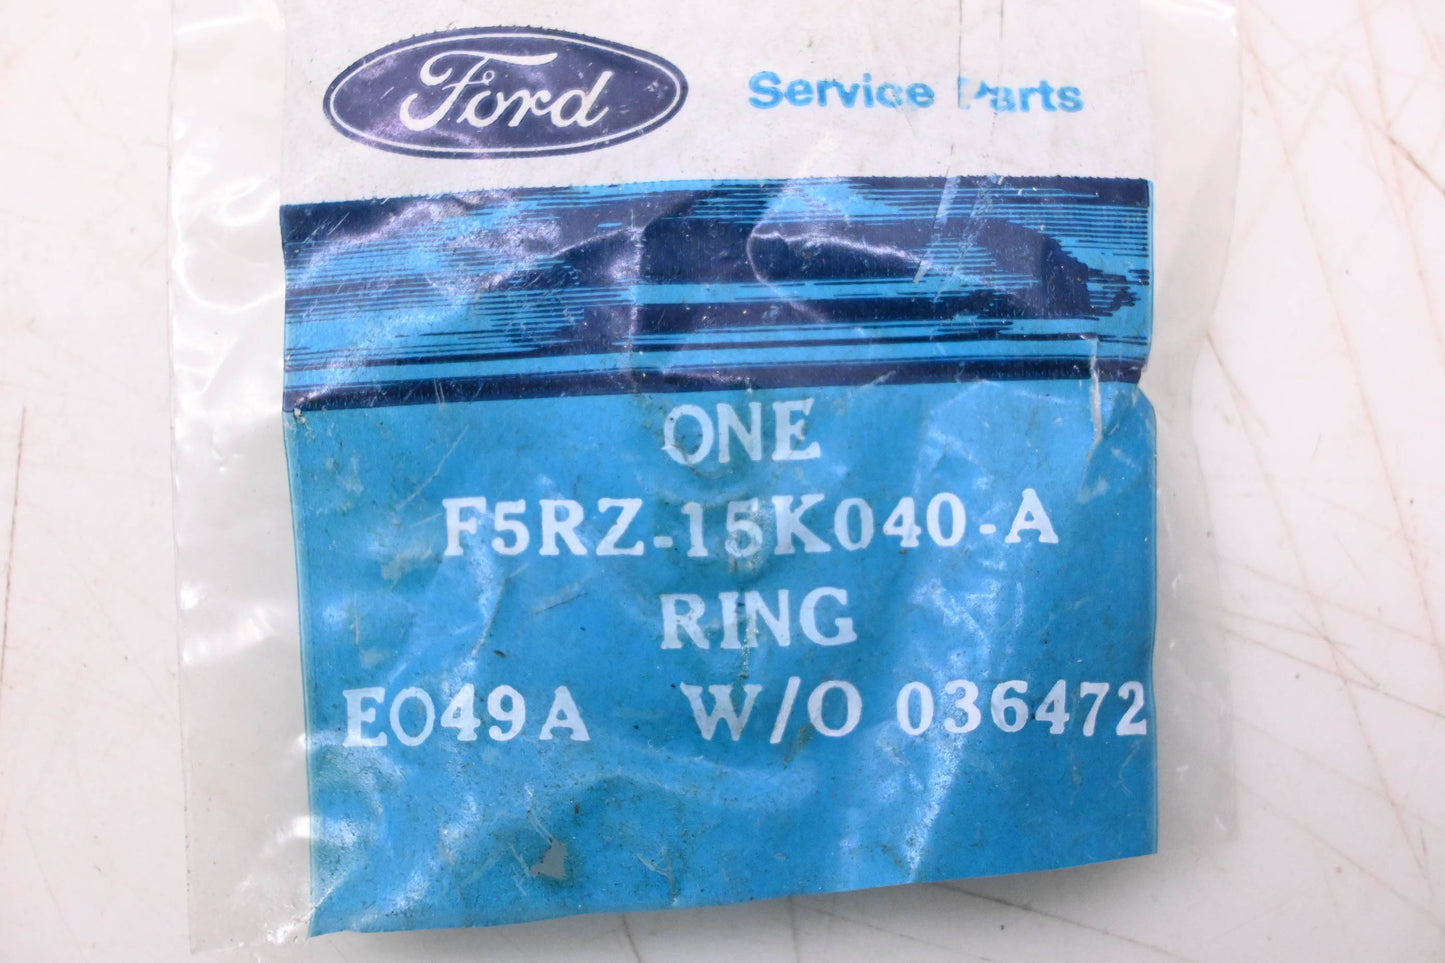 Ford Service Parts
ONE
F5RZ-15K040-A
RING
E049A W/O 036472